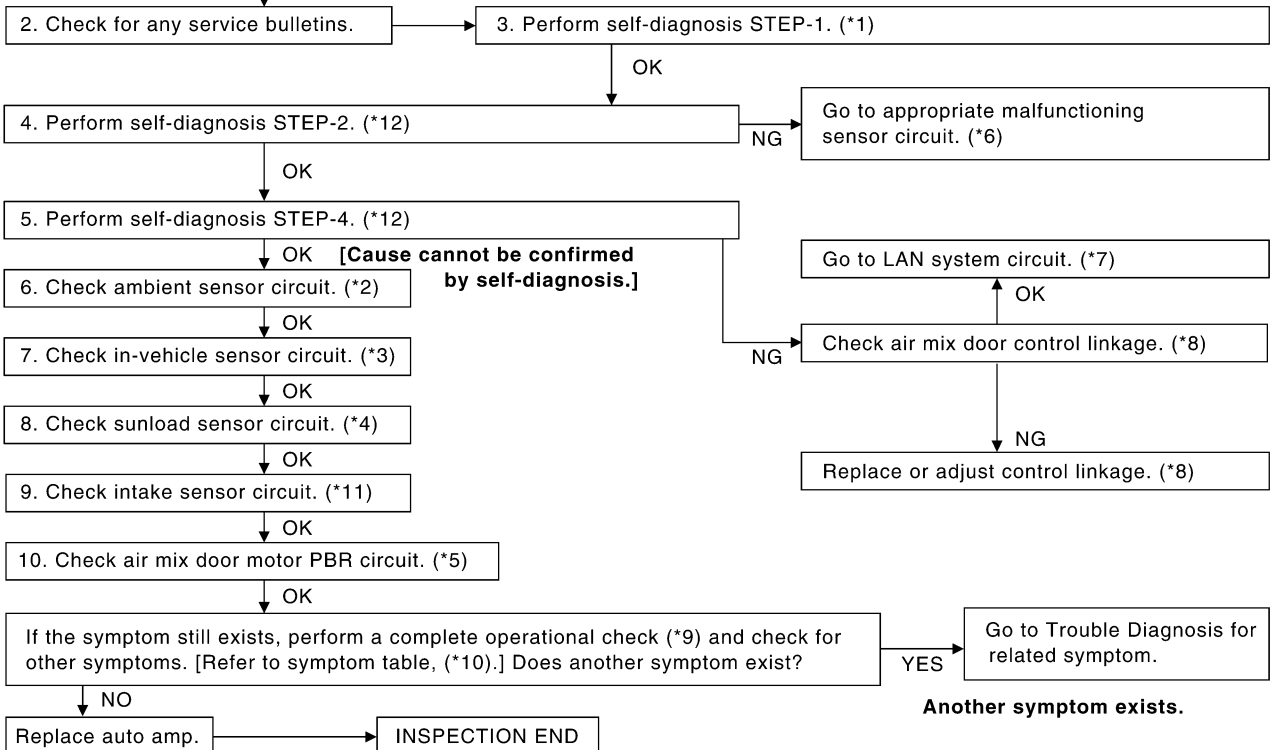 2. Check for any service bulletins.
3. Perform self-diagnosis STEP-1. (*1)
OK
4. Perform self-diagnosis STEP-2. (*12)
NG
Go to appropriate malfunctioning
sensor circuit. (*6)
OK
5. Perform self-diagnosis STEP-4. (*12)
OK
[Cause cannot be confirmed
by self-diagnosis.]
Go to LAN system circuit. (*7)
OK
6. Check ambient sensor circuit. (*2)
OK
NG
Check air mix door control linkage. (*8)
7. Check in-vehicle sensor circuit. (*3)
OK
8. Check sunload sensor circuit. (*4)
NG
OK
Replace or adjust control linkage. (*8)
9. Check intake sensor circuit. (*11)
OK
10. Check air mix door motor PBR circuit. (*5)
OK
If the symptom still exists, perform a complete operational check (*9) and check for
other symptoms. [Refer to symptom table, (*10).] Does another symptom exist?
YES
Go to Trouble Diagnosis for
related symptom.
NO
Another symptom exists.
Replace auto amp.
INSPECTION END